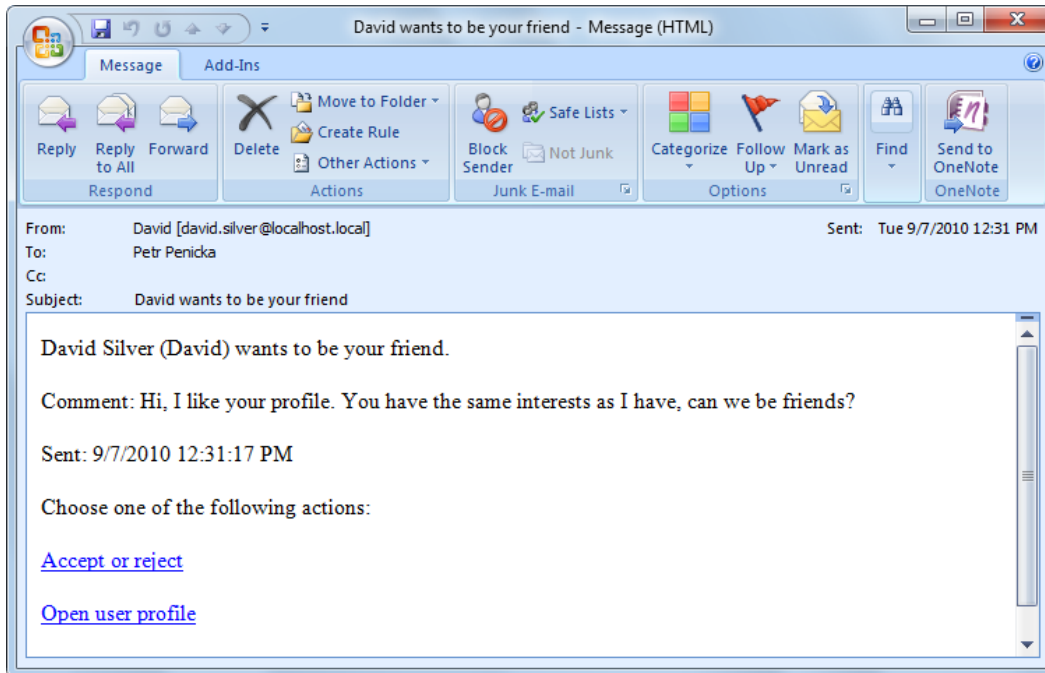 David wants to be your friend - Message (HTML)
Message Add-Ins
Reply
Reply to All
Forward
Respond
Delete
Move to Folder
Create Rule
Other Actions
Actions
Block Sender
Safe Lists
Not Junk
Junk E-mail
Categorize
Follow Up
Mark as Unread
Options
Find
Send to OneNote
OneNote
From: David [david.silver@localhost.local] Sent: Tue 9/7/2010 12:31 PM
To: Petr Penicka
Cc:
Subject: David wants to be your friend
David Silver (David) wants to be your friend.
Comment: Hi, I like your profile. You have the same interests as I have, can we be friends?
Sent: 9/7/2010 12:31:17 PM
Choose one of the following actions:
Accept or reject
Open user profile